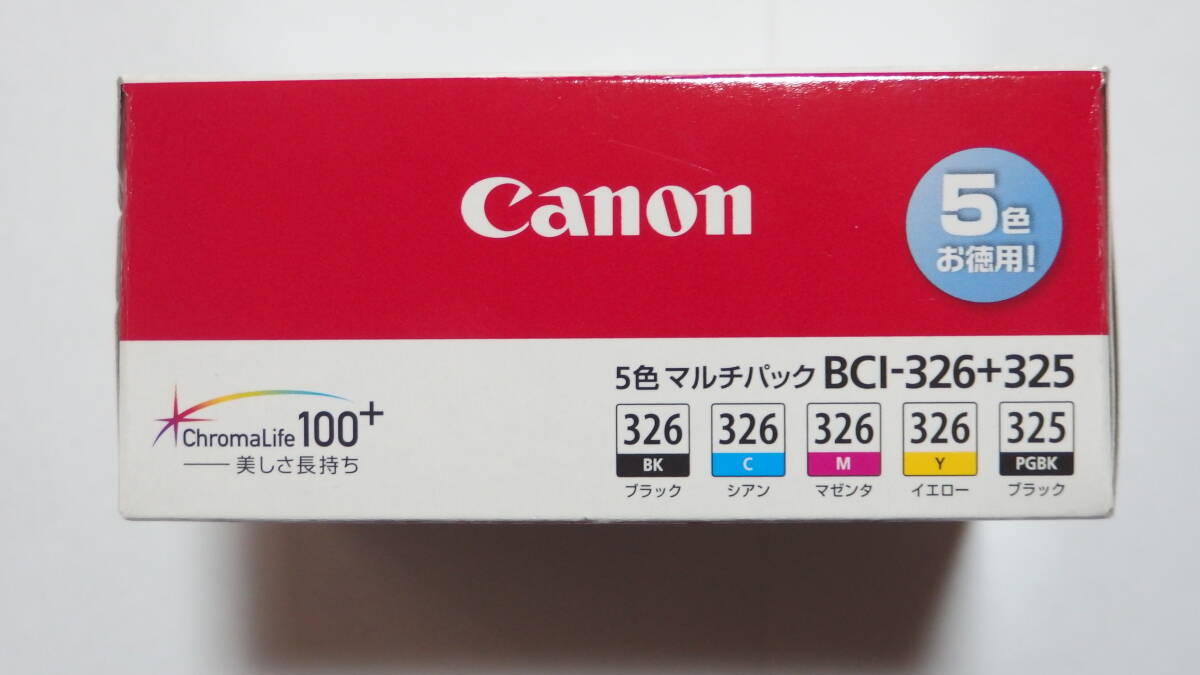 Canon
5色
お徳用!
5色 マルチパック BCI-326+325
ChromaLife 100+
美しさ長持ち
326 326 326 326 325
BK C M Y PGBK
ブラック シアン マゼンタ イエロー ブラック